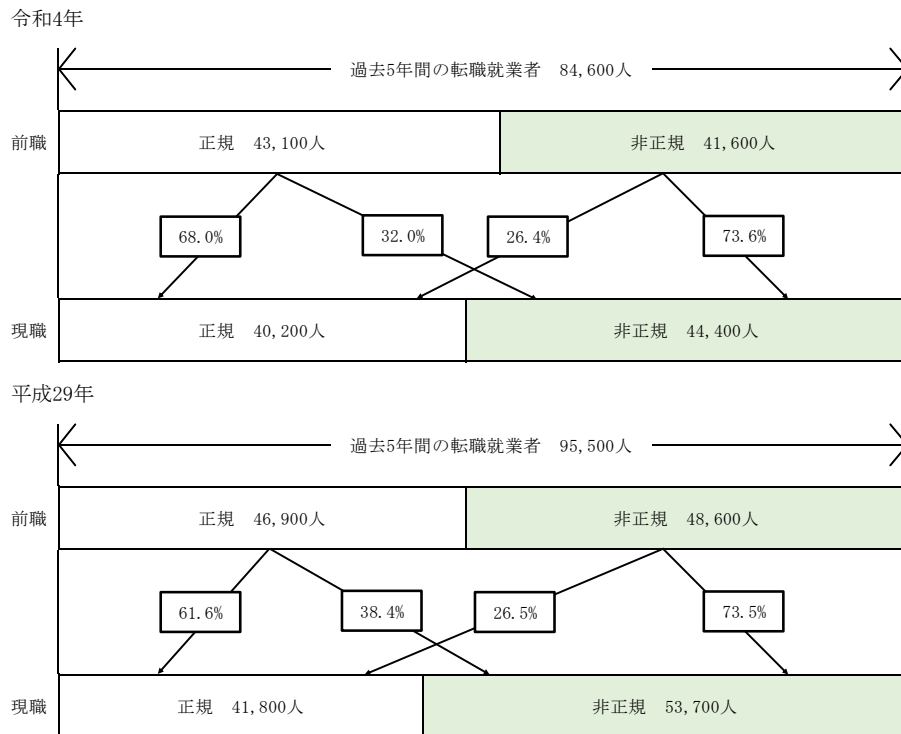 令和4年
過去5年間の転職就業者　84,600人
前職　正規　43,100人　非正規　41,600人
68.0%　32.0%　26.4%　73.6%
現職　正規　40,200人　非正規　44,400人
平成29年
過去5年間の転職就業者　95,500人
前職　正規　46,900人　非正規　48,600人
61.6%　38.4%　26.5%　73.5%
現職　正規　41,800人　非正規　53,700人